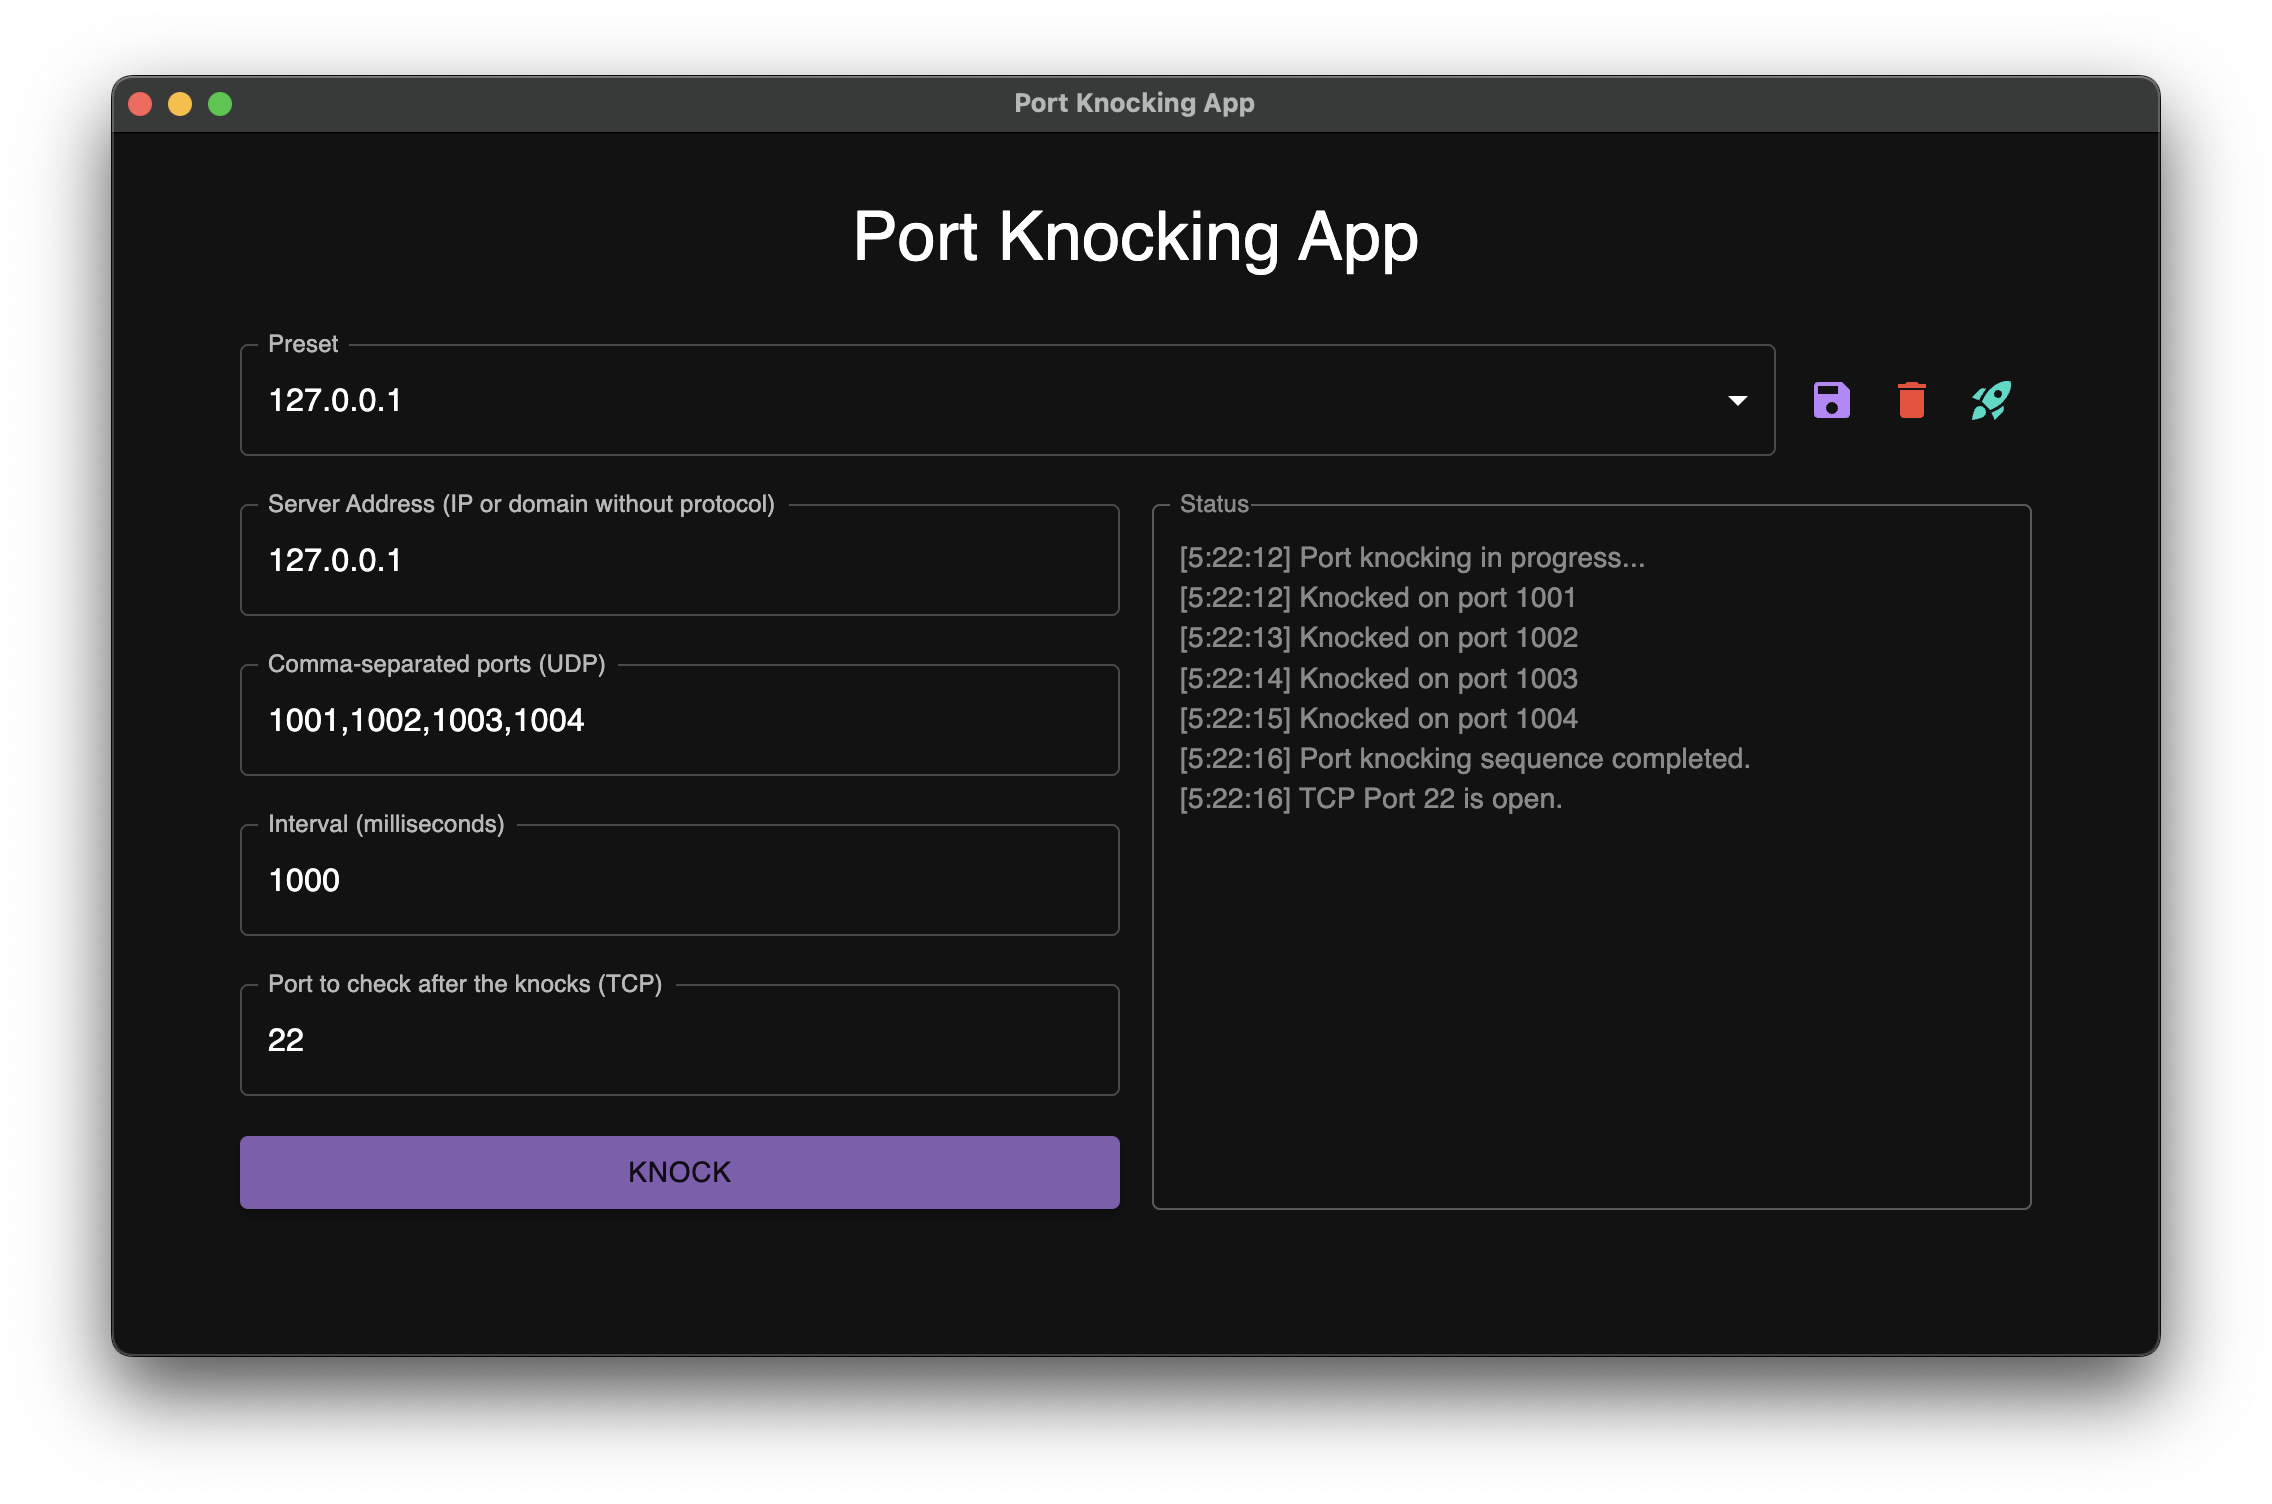 Port Knocking App
Port Knocking App
Preset
127.0.0.1
Server Address (IP or domain without protocol)
127.0.0.1
Comma-separated ports (UDP)
1001,1002,1003,1004
Interval (milliseconds)
1000
Port to check after the knocks (TCP)
22
KNOCK
Status
[5:22:12] Port knocking in progress...
[5:22:12] Knocked on port 1001
[5:22:13] Knocked on port 1002
[5:22:14] Knocked on port 1003
[5:22:15] Knocked on port 1004
[5:22:16] Port knocking sequence completed.
[5:22:16] TCP Port 22 is open.